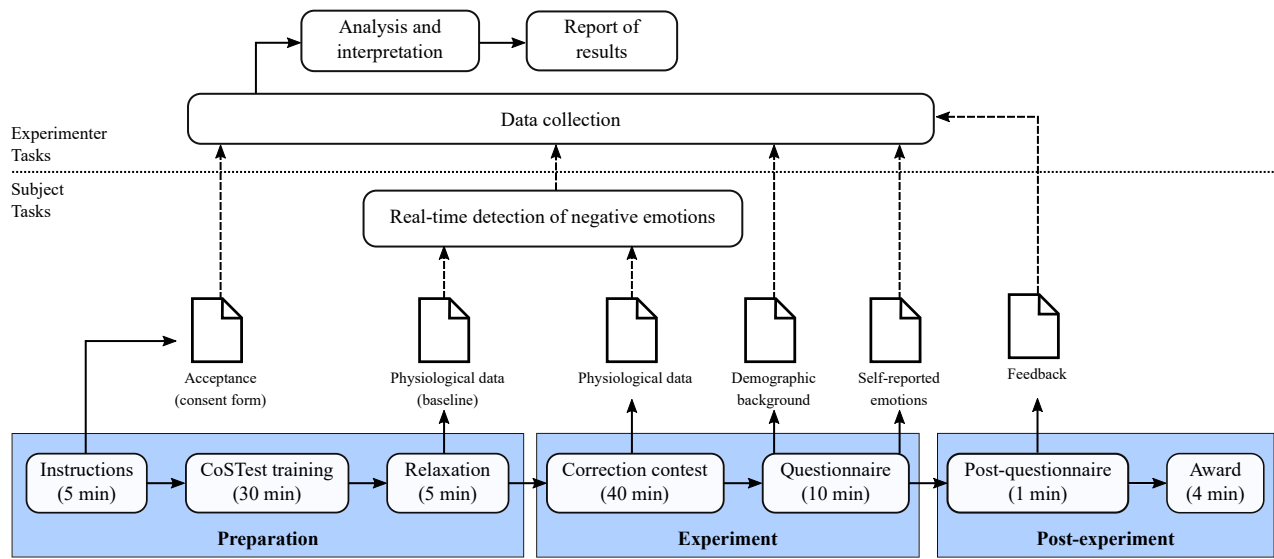 Analysis and
interpretation
Report of
results
Data collection
Experimenter
Tasks
Subject
Tasks
Real-time detection of negative emotions
Acceptance
(consent form)
Physiological data
(baseline)
Physiological data
Demographic
background
Self-reported
emotions
Feedback
Instructions
(5 min)
CoSTest training
(30 min)
Relaxation
(5 min)
Correction contest
(40 min)
Questionnaire
(10 min)
Post-questionnaire
(1 min)
Award
(4 min)
Preparation
Experiment
Post-experiment